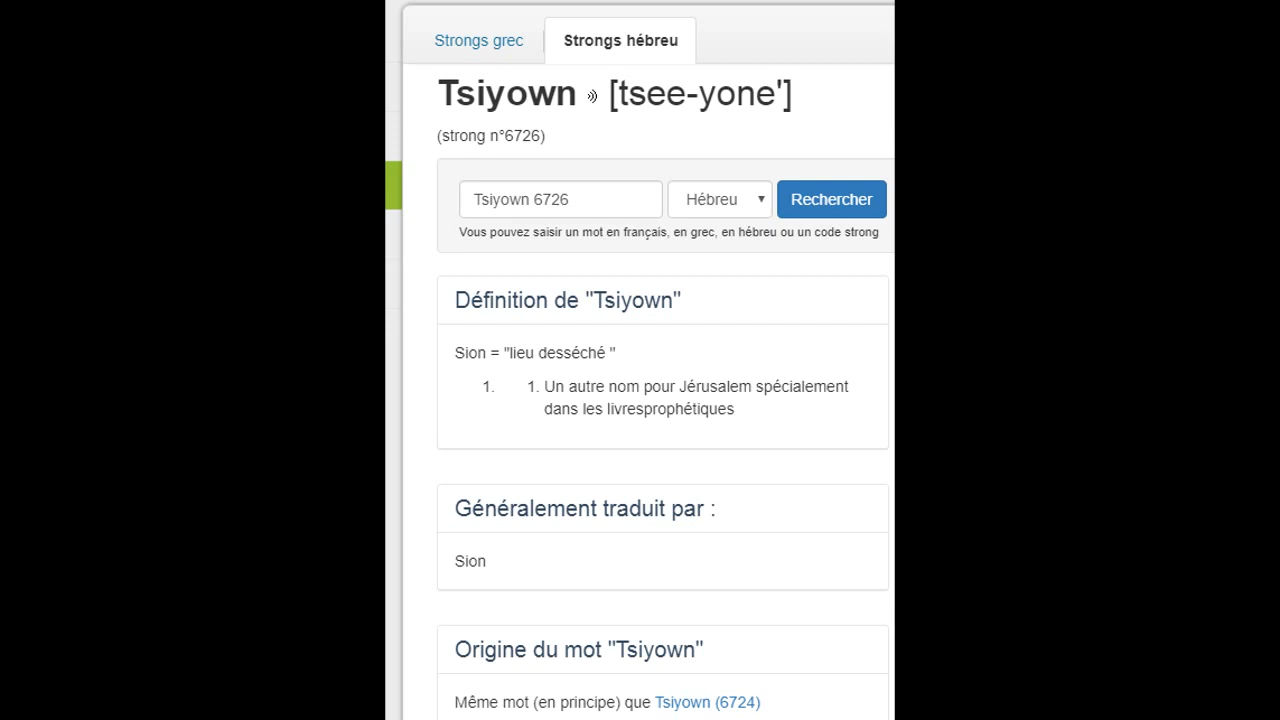 Strongs grec
Strongs hébreu
Tsiyown [tsee-yone']
(strong n°6726)
Tsiyown 6726
Hébreu
Rechercher
Vous pouvez saisir un mot en français, en grec, en hébreu ou un code strong
Définition de "Tsiyown"
Sion = "lieu desséché "
1. 1. Un autre nom pour Jérusalem spécialement
dans les livresprophétiques
Généralement traduit par :
Sion
Origine du mot "Tsiyown"
Même mot (en principe) que Tsiyown (6724)